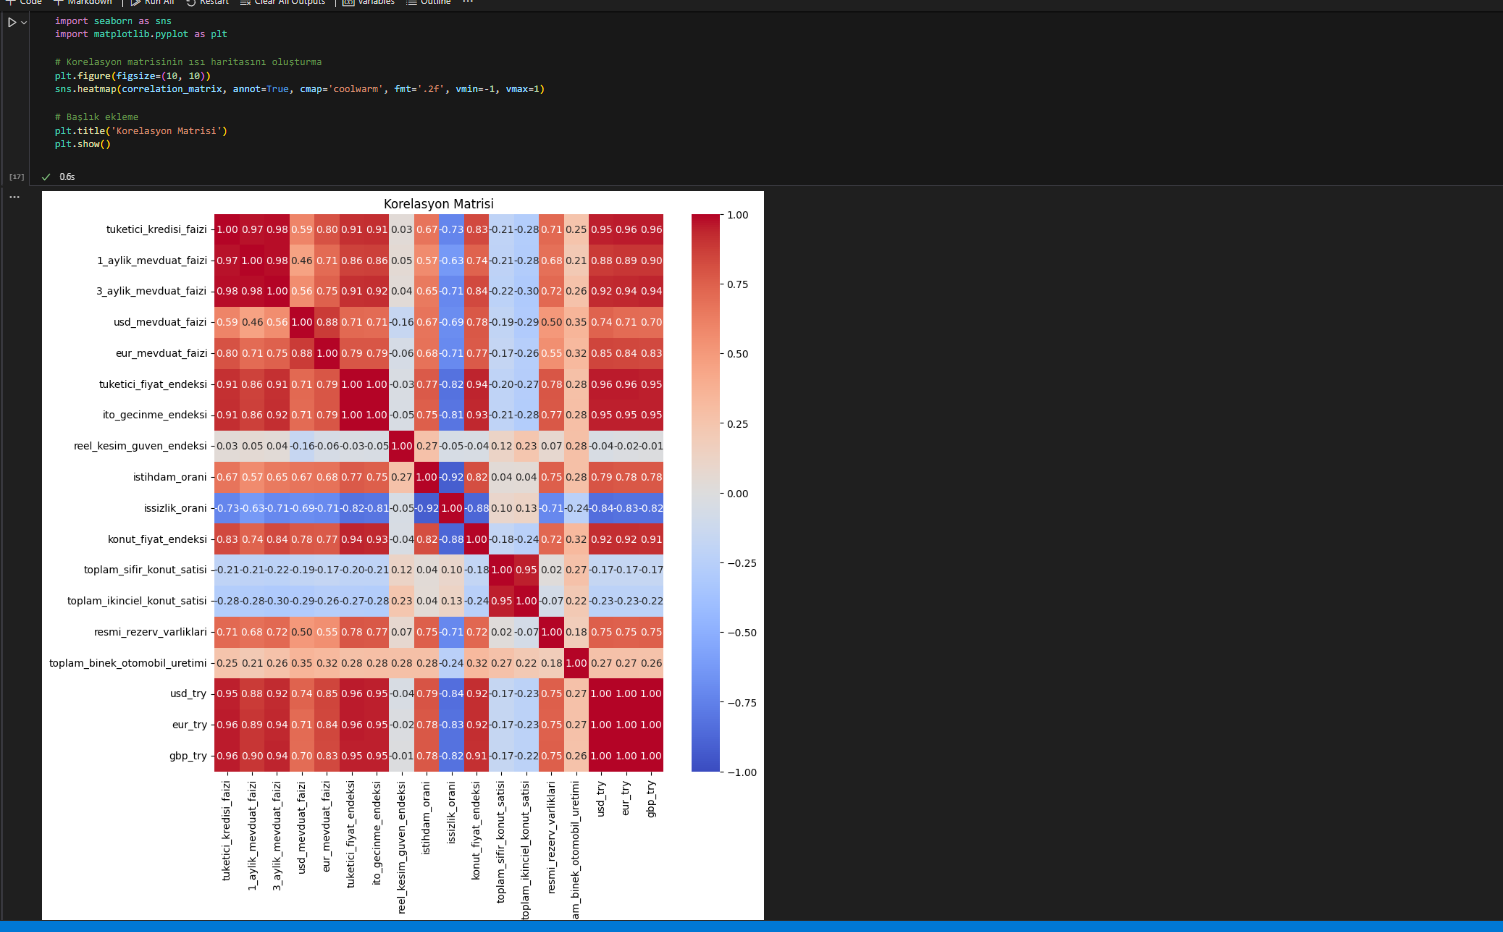 Code
Markdown
Run All
Restart
Clear All Outputs
Variables
Outline
···
import seaborn as sns
import matplotlib.pyplot as plt
# Korelasyon matrisinin ısı haritasını oluşturma
plt.figure(figsize=(10, 10))
sns.heatmap(correlation_matrix, annot=True, cmap='coolwarm', fmt='.2f', vmin=-1, vmax=1)
# Başlık ekleme
plt.title('Korelasyon Matrisi')
plt.show()
[17]
0.6s
···
Korelasyon Matrisi
tuketici_kredisi_faizi 1.00 0.97 0.98 0.59 0.80 0.91 0.91 0.03 0.67 -0.73 0.83 -0.21 -0.28 0.71 0.25 0.95 0.96 0.96
1_aylik_mevduat_faizi 0.97 1.00 0.98 0.46 0.71 0.86 0.86 0.05 0.57 -0.63 0.74 -0.21 -0.28 0.68 0.21 0.88 0.89 0.90
3_aylik_mevduat_faizi 0.98 0.98 1.00 0.56 0.75 0.91 0.92 0.04 0.65 -0.71 0.84 -0.22 -0.30 0.72 0.26 0.92 0.94 0.94
usd_mevduat_faizi 0.59 0.46 0.56 1.00 0.88 0.71 0.71 -0.16 0.67 -0.69 0.78 -0.19 -0.29 0.50 0.35 0.74 0.71 0.70
eur_mevduat_faizi 0.80 0.71 0.75 0.88 1.00 0.79 0.79 -0.06 0.68 -0.71 0.77 -0.17 -0.26 0.55 0.32 0.85 0.84 0.83
tuketici_fiyat_endeksi 0.91 0.86 0.91 0.71 0.79 1.00 1.00 -0.03 0.77 -0.82 0.94 -0.20 -0.27 0.78 0.28 0.96 0.96 0.95
ito_gecinme_endeksi 0.91 0.86 0.92 0.71 0.79 1.00 1.00 -0.05 0.75 -0.81 0.93 -0.21 -0.28 0.77 0.28 0.95 0.95 0.95
reel_kesim_guven_endeksi 0.03 0.05 0.04 -0.16 -0.06 -0.03 -0.05 1.00 0.27 -0.05 -0.04 0.12 0.23 0.07 0.28 -0.04 -0.02 -0.01
istihdam_orani 0.67 0.57 0.65 0.67 0.68 0.77 0.75 0.27 1.00 -0.92 0.82 0.04 0.04 0.75 0.28 0.79 0.78 0.78
issizlik_orani -0.73 -0.63 -0.71 -0.69 -0.71 -0.82 -0.81 -0.05 -0.92 1.00 -0.88 0.10 0.13 -0.71 -0.24 -0.84 -0.83 -0.82
konut_fiyat_endeksi 0.83 0.74 0.84 0.78 0.77 0.94 0.93 -0.04 0.82 -0.88 1.00 -0.18 -0.24 0.72 0.32 0.92 0.92 0.91
toplam_sifir_konut_satisi -0.21 -0.21 -0.22 -0.19 -0.17 -0.20 -0.21 0.12 0.04 0.10 -0.18 1.00 0.95 0.02 0.27 -0.17 -0.17 -0.17
toplam_ikinciel_konut_satisi -0.28 -0.28 -0.30 -0.29 -0.26 -0.27 -0.28 0.23 0.04 0.13 -0.24 0.95 1.00 -0.07 0.22 -0.23 -0.23 -0.22
resmi_rezerv_varliklari 0.71 0.68 0.72 0.50 0.55 0.78 0.77 0.07 0.75 -0.71 0.72 0.02 -0.07 1.00 0.18 0.75 0.75 0.75
toplam_binek_otomobil_uretimi 0.25 0.21 0.26 0.35 0.32 0.28 0.28 0.28 0.28 -0.24 0.32 0.27 0.22 0.18 1.00 0.27 0.27 0.26
usd_try 0.95 0.88 0.92 0.74 0.85 0.96 0.95 -0.04 0.79 -0.84 0.92 -0.17 -0.23 0.75 0.27 1.00 1.00 1.00
eur_try 0.96 0.89 0.94 0.71 0.84 0.96 0.95 -0.02 0.78 -0.83 0.92 -0.17 -0.23 0.75 0.27 1.00 1.00 1.00
gbp_try 0.96 0.90 0.94 0.70 0.83 0.95 0.95 -0.01 0.78 -0.82 0.91 -0.17 -0.22 0.75 0.26 1.00 1.00 1.00
tuketici_kredisi_faizi
1_aylik_mevduat_faizi
3_aylik_mevduat_faizi
usd_mevduat_faizi
eur_mevduat_faizi
tuketici_fiyat_endeksi
ito_gecinme_endeksi
reel_kesim_guven_endeksi
istihdam_orani
issizlik_orani
konut_fiyat_endeksi
toplam_sifir_konut_satisi
toplam_ikinciel_konut_satisi
resmi_rezerv_varliklari
am_binek_otomobil_uretimi
usd_try
eur_try
gbp_try
1.00
0.75
0.50
0.25
0.00
−0.25
−0.50
−0.75
−1.00